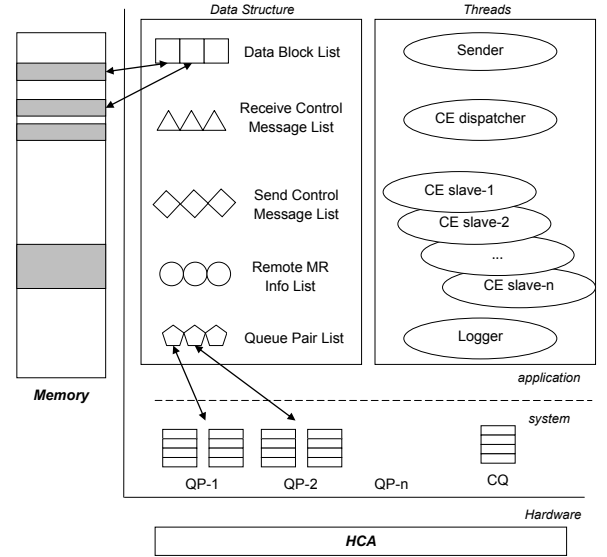 Data Structure
Threads
Data Block List
Sender
Receive Control
Message List
CE dispatcher
Send Control
Message List
CE slave-1
CE slave-2
...
CE slave-n
Remote MR
Info List
Queue Pair List
Logger
Memory
application
system
QP-1
QP-2
QP-n
CQ
Hardware
HCA